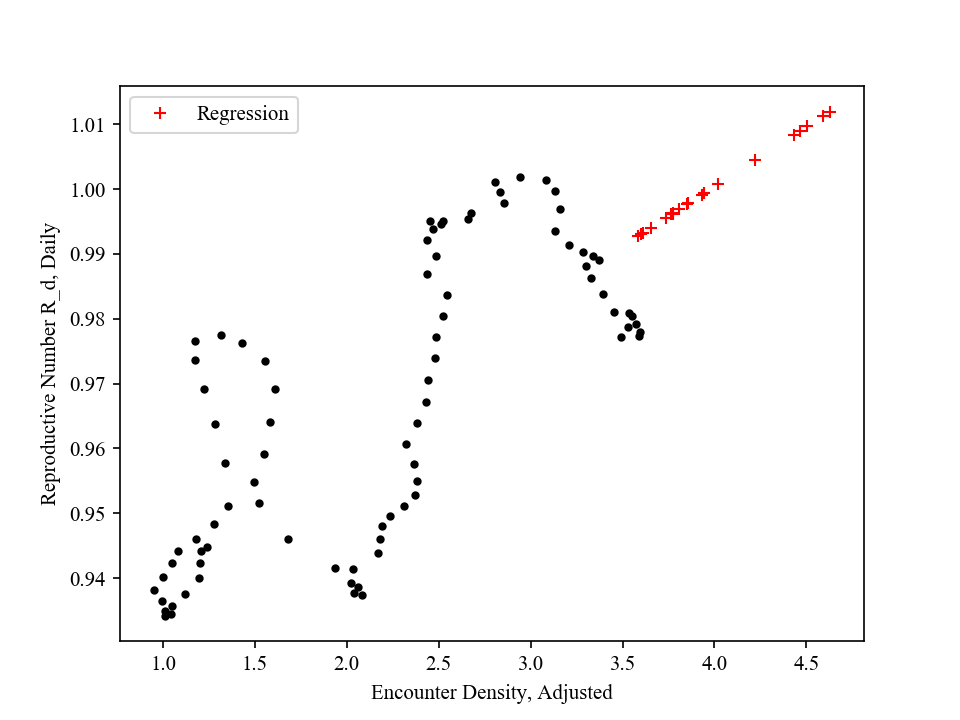 Regression
1.01
1.00
0.99
0.98
0.97
0.96
0.95
0.94
Reproductive Number R_d, Daily
1.0 1.5 2.0 2.5 3.0 3.5 4.0 4.5
Encounter Density, Adjusted